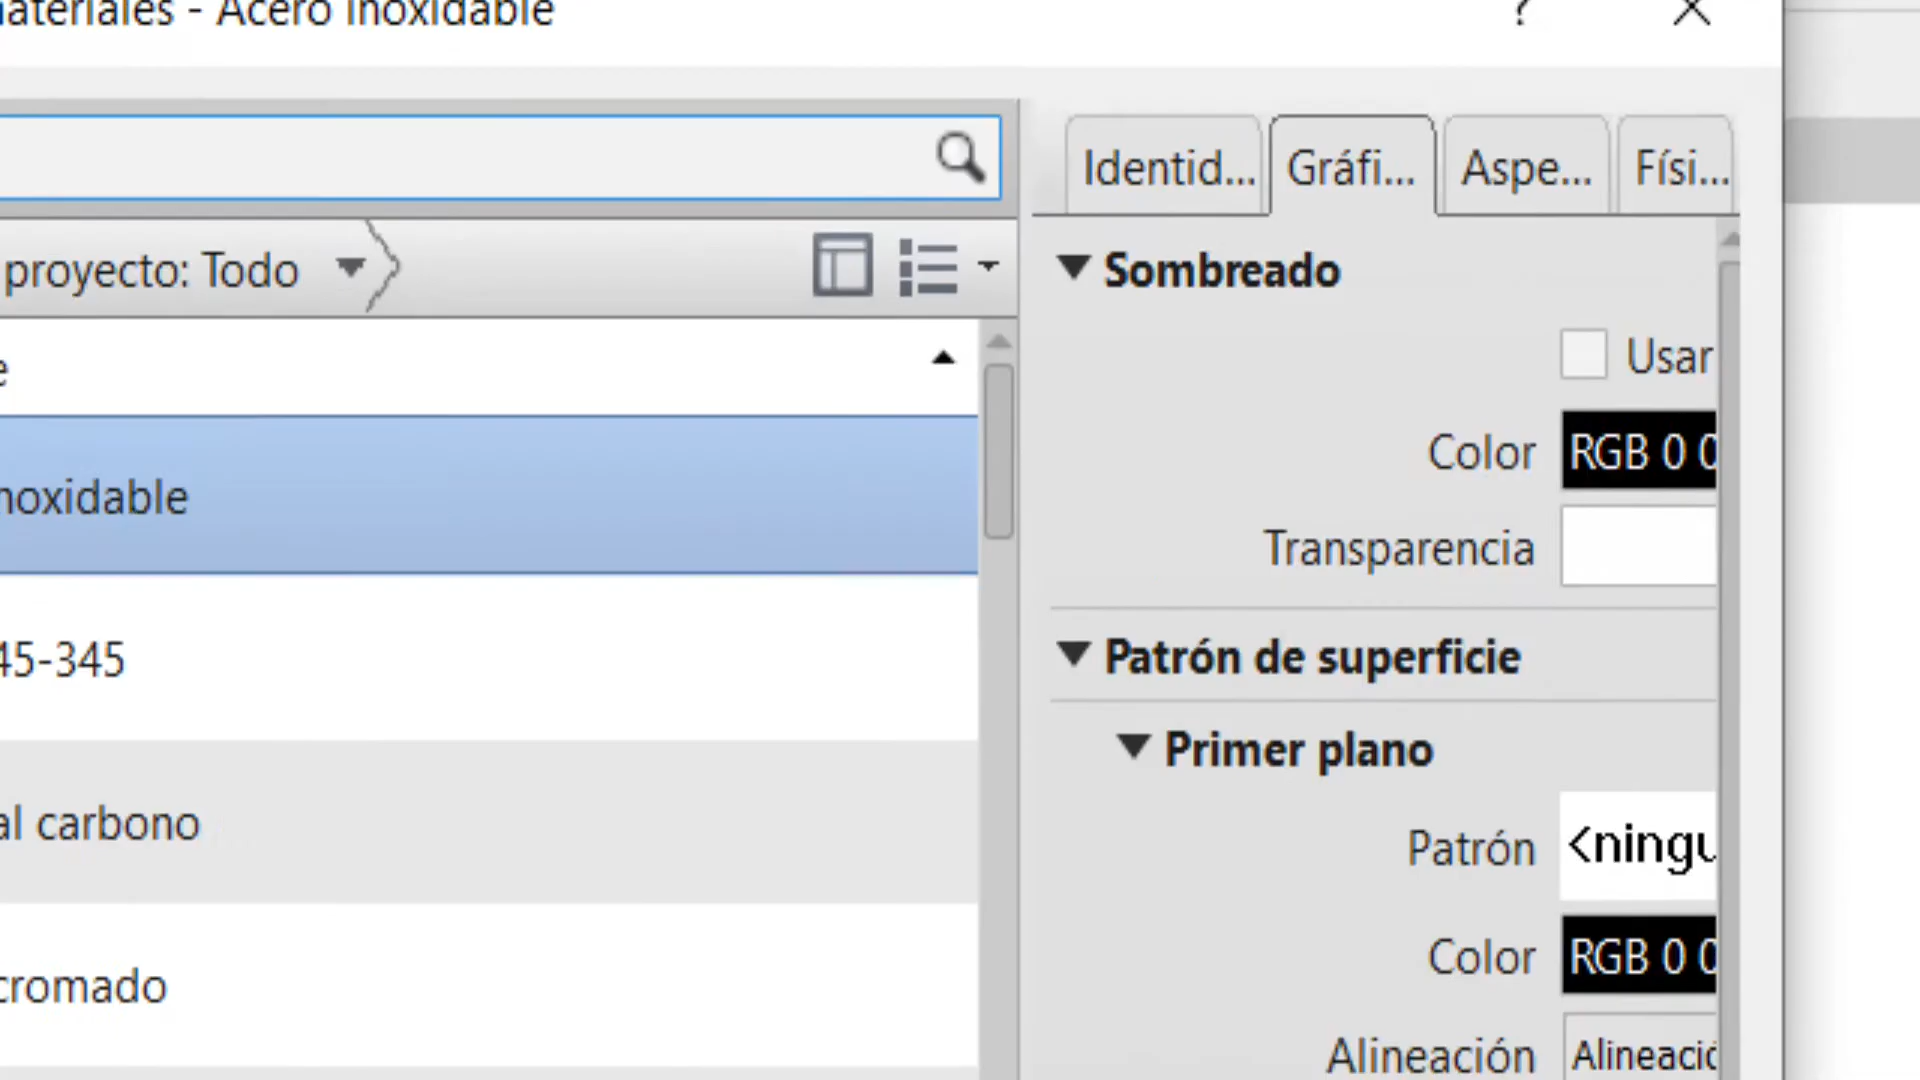 ateriales - Acero Inoxidable
?
Identid... Gráfi... Aspe... Físi...
proyecto: Todo
Sombreado
Usar
Color RGB 0 0
noxidable
Transparencia
45-345
Patrón de superficie
Primer plano
al carbono
Patrón <ningu
Color RGB 0 0
cromado
Alineación Alineació